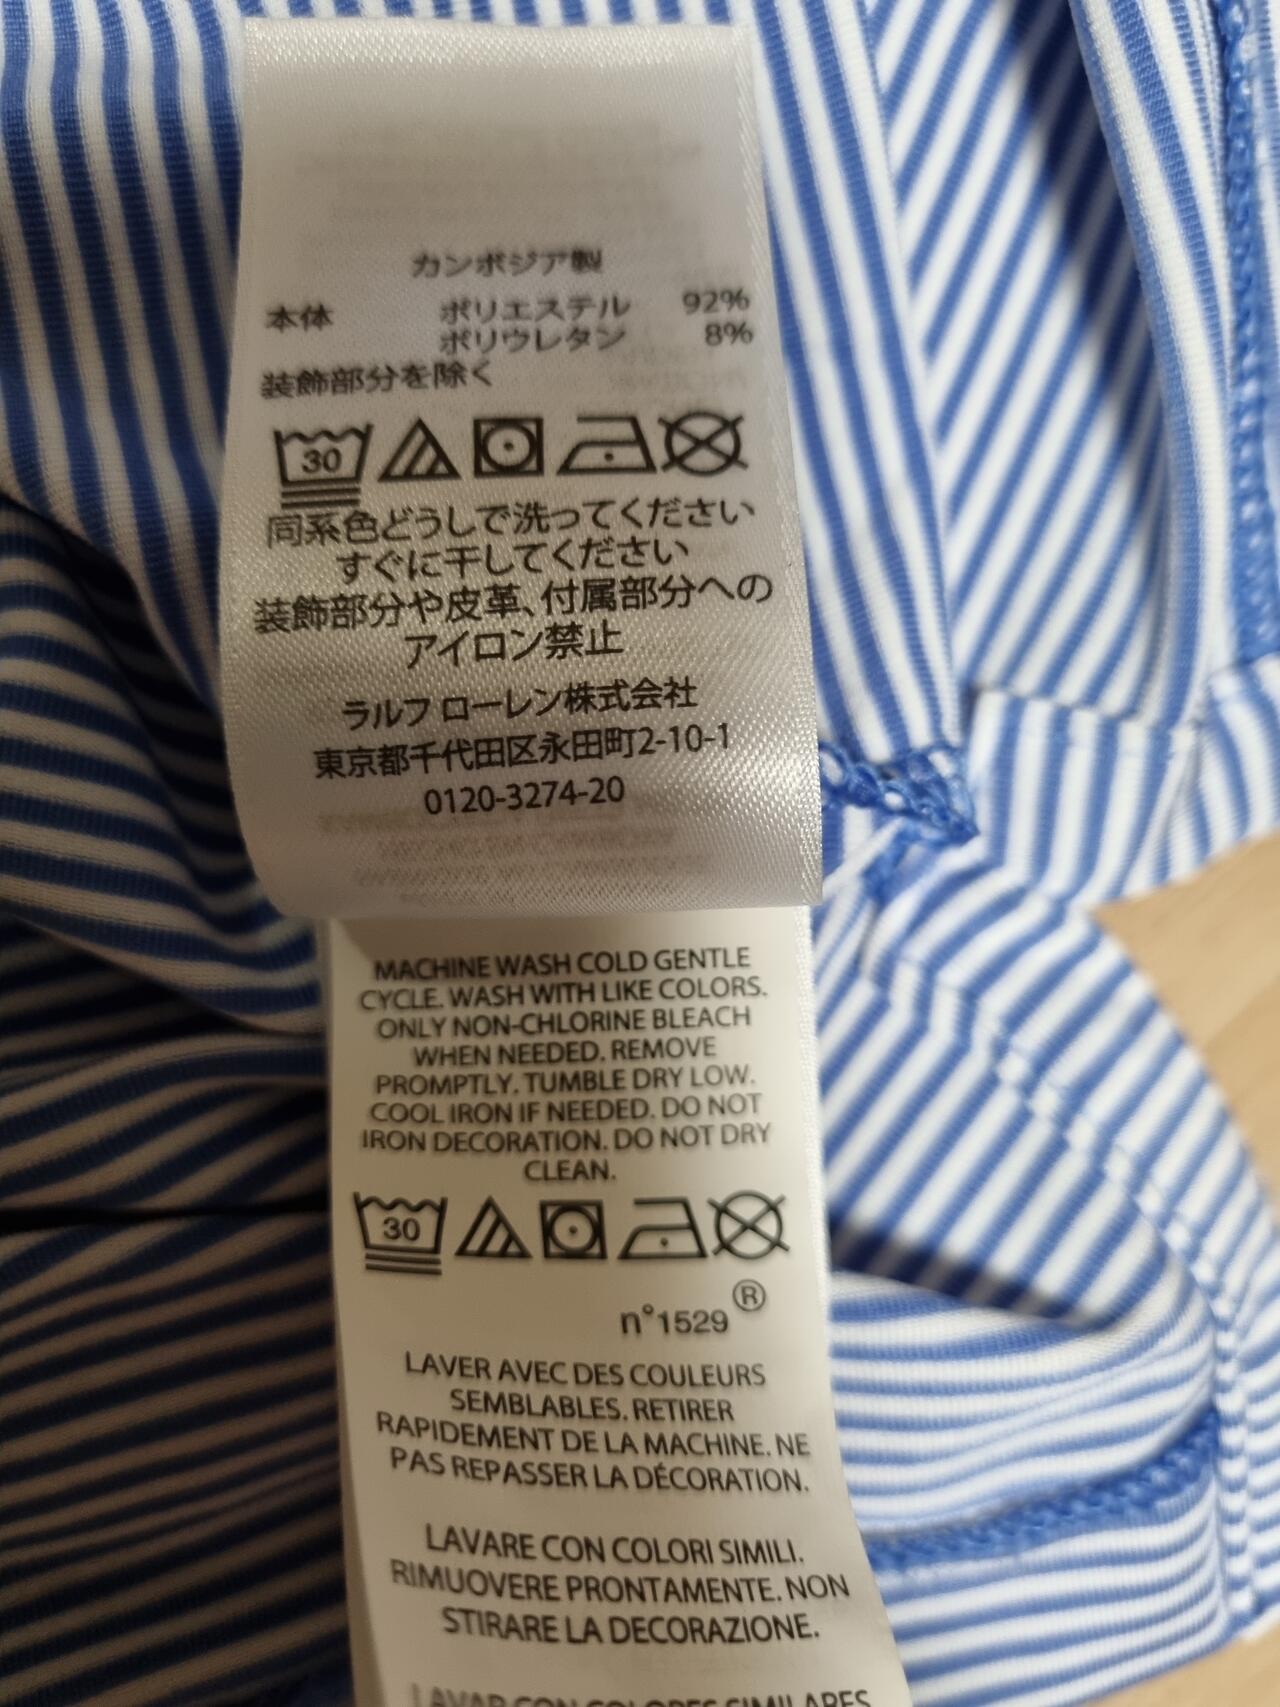 カンボジア製
本体 ポリエステル 92%
ポリウレタン 8%
装飾部分を除く
30
同系色どうしで洗ってください
すぐに干してください
装飾部分や皮革、付属部分への
アイロン禁止
ラルフ ローレン株式会社
東京都千代田区永田町2-10-1
0120-3274-20
MACHINE WASH COLD GENTLE
CYCLE. WASH WITH LIKE COLORS.
ONLY NON-CHLORINE BLEACH
WHEN NEEDED. REMOVE
PROMPTLY. TUMBLE DRY LOW.
COOL IRON IF NEEDED. DO NOT
IRON DECORATION. DO NOT DRY
CLEAN.
30
n°1529®
LAVER AVEC DES COULEURS
SEMBLABLES. RETIRER
RAPIDEMENT DE LA MACHINE. NE
PAS REPASSER LA DÉCORATION.
LAVARE CON COLORI SIMILI.
RIMUOVERE PRONTAMENTE. NON
STIRARE LA DECORAZIONE.
LAVAR CON COLORES SIMILARES